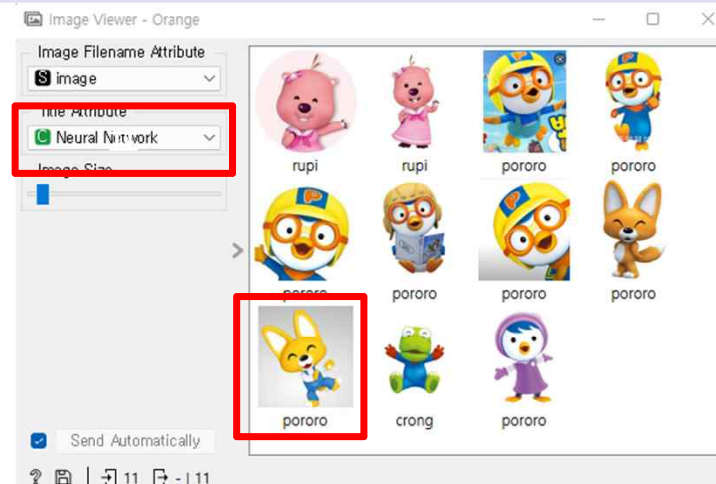 Image Viewer - Orange
Image Filename Attribute
S image
Title Attribute
C Neural Network
Image Size
Send Automatically
? 11 - | 11
rupi
rupi
pororo
pororo
pororo
pororo
pororo
pororo
pororo
crong
pororo